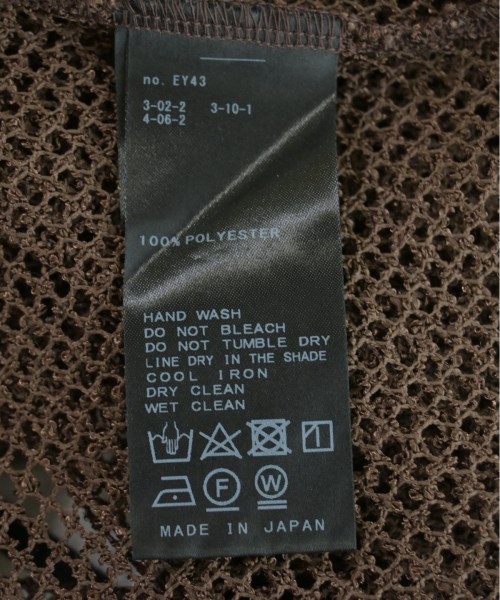 no. EY43
3-02-2 3-10-1
4-06-2
100% POLYESTER
HAND WASH
DO NOT BLEACH
DO NOT TUMBLE DRY
LINE DRY IN THE SHADE
COOL IRON
DRY CLEAN
WET CLEAN
F W
MADE IN JAPAN